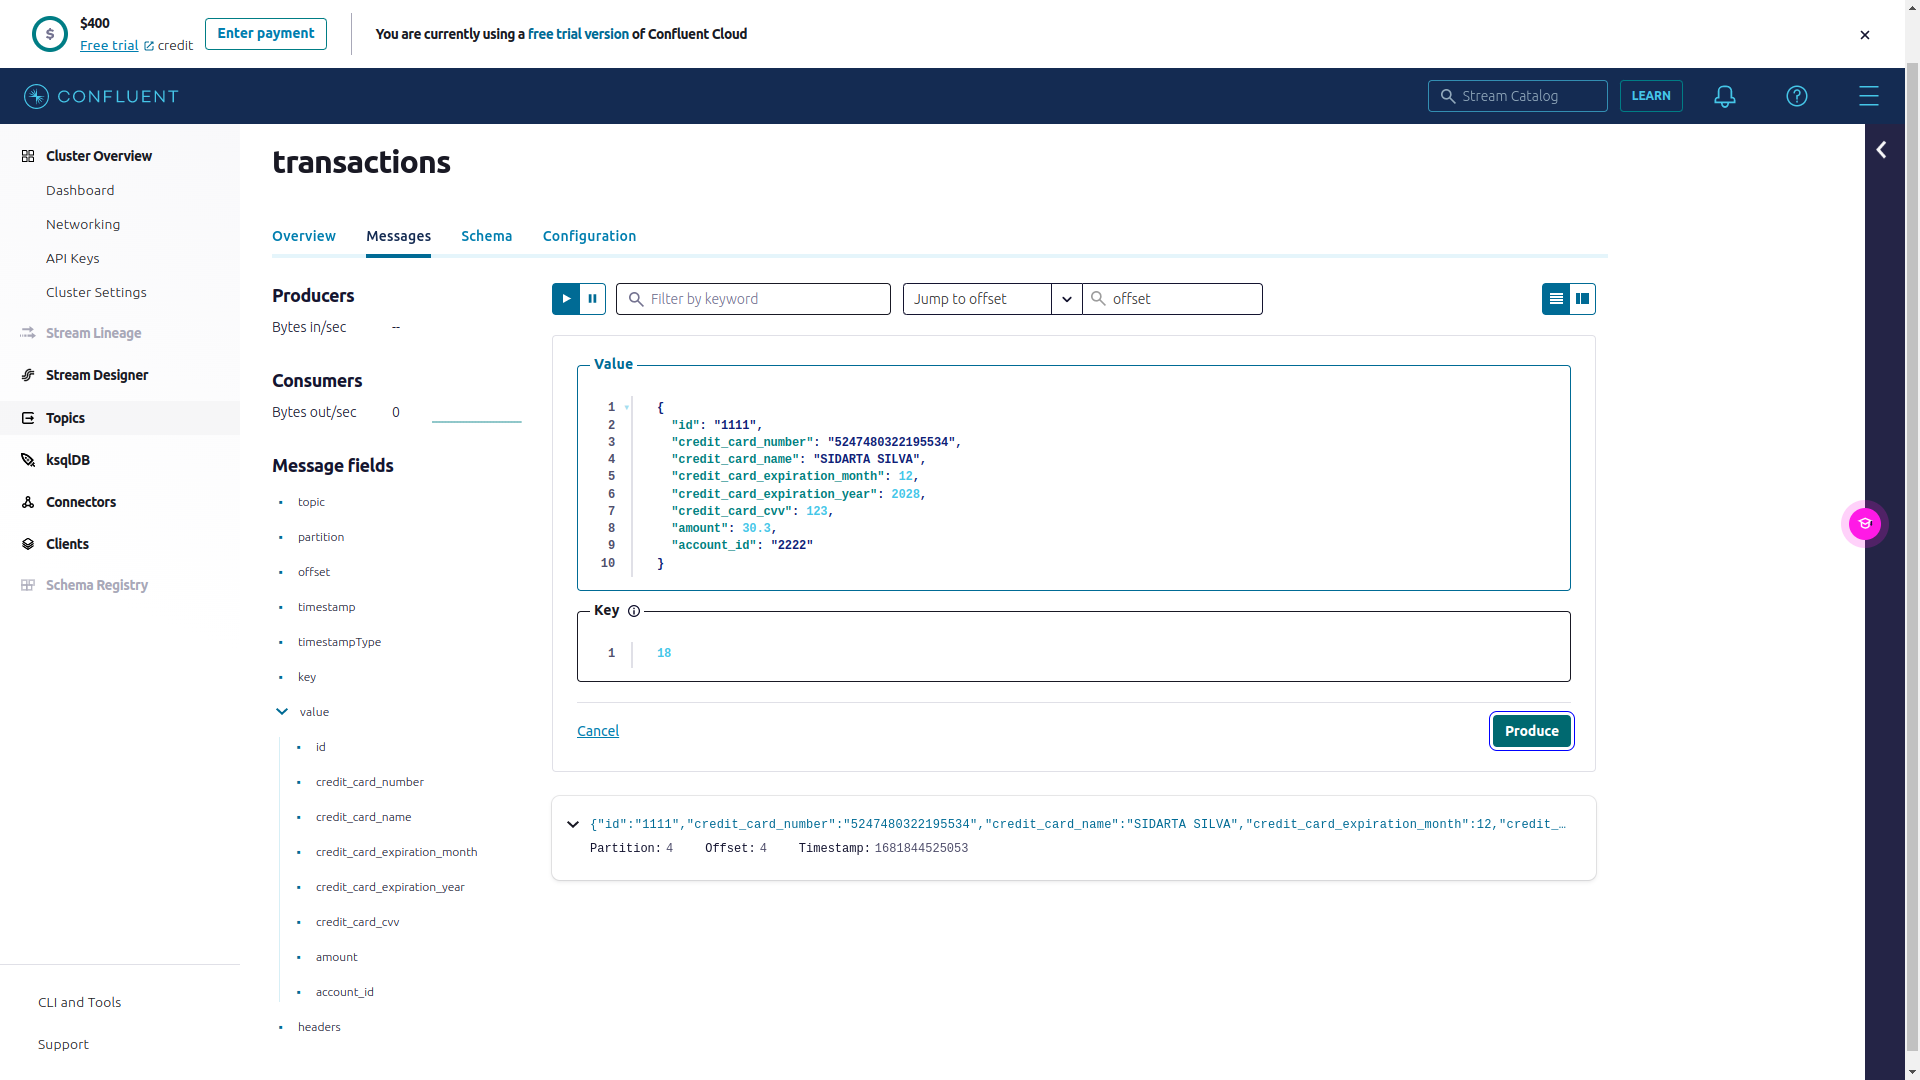 $
$400
Free trial credit
Enter payment
You are currently using a free trial version of Confluent Cloud
CONFLUENT
Stream Catalog
LEARN
Cluster Overview
Dashboard
Networking
API Keys
Cluster Settings
Stream Lineage
Stream Designer
Topics
ksqlDB
Connectors
Clients
Schema Registry
CLI and Tools
Support
transactions
Overview
Messages
Schema
Configuration
Producers
Bytes in/sec --
Consumers
Bytes out/sec 0
Message fields
topic
partition
offset
timestamp
timestampType
key
value
id
credit_card_number
credit_card_name
credit_card_expiration_month
credit_card_expiration_year
credit_card_cvv
amount
account_id
headers
Filter by keyword
Jump to offset
offset
Value
1 {
2 "id": "1111",
3 "credit_card_number": "5247480322195534",
4 "credit_card_name": "SIDARTA SILVA",
5 "credit_card_expiration_month": 12,
6 "credit_card_expiration_year": 2028,
7 "credit_card_cvv": 123,
8 "amount": 30.3,
9 "account_id": "2222"
10 }
Key
1 18
Cancel
Produce
{"id":"1111","credit_card_number":"5247480322195534","credit_card_name":"SIDARTA SILVA","credit_card_expiration_month":12,"credit_…
Partition: 4 Offset: 4 Timestamp: 1681844525053